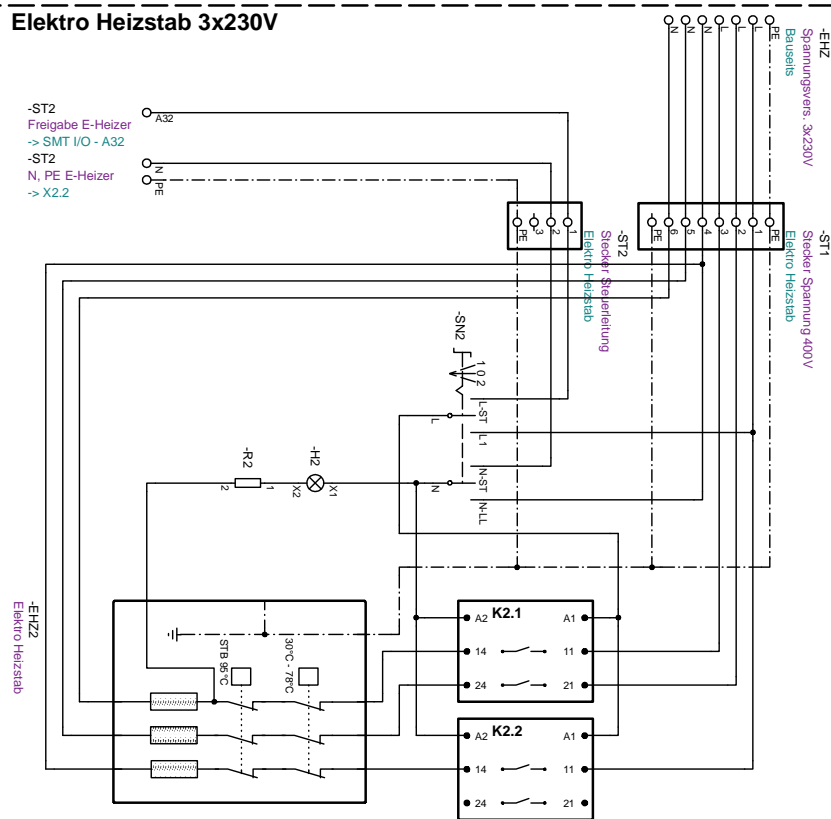 Elektro Heizstab 3x230V
-EHZ
Spannungsvers. 3x230V
Bauseits
N
N
N
L
L
L
PE
-ST2
Freigabe E-Heizer
-> SMT I/O - A32
A32
-ST2
N, PE E-Heizer
-> X2.2
N
PE
PE
3
2
1
-ST2
Stecker Steuerleitung
Elektro Heizstab
PE
6
5
4
3
2
1
PE
-ST1
Stecker Spannung 400V
Elektro Heizstab
-SN2
1 0 2
L-ST
L
L1
N-ST
N
N-LL
-R2
2
1
-H2
X2
X1
-EHZ2
Elektro Heizstab
STB 95°C
30°C - 78°C
A2 K2.1 A1
14 11
24 21
A2 K2.2 A1
14 11
24 21